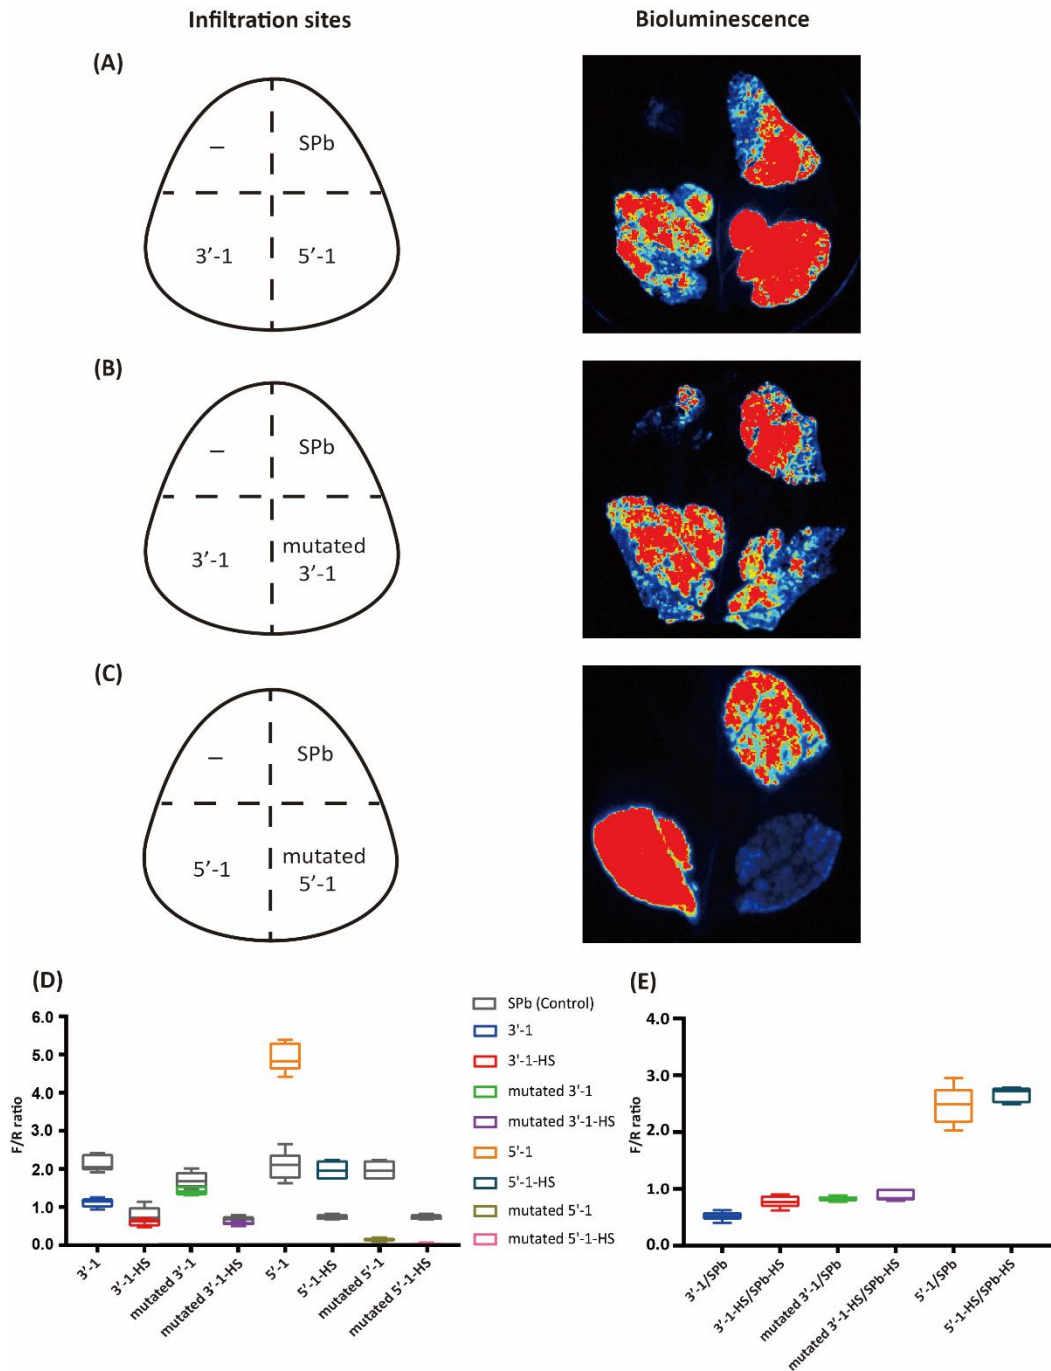 Infiltration sites
Bioluminescence
(A)
– SPb
3'-1 5'-1
(B)
– SPb
3'-1 mutated
3'-1
(C)
– SPb
5'-1 mutated
5'-1
(D)
F/R ratio
6.0
5.0
4.0
3.0
2.0
1.0
0.0
3'-1
3'-1-HS
mutated 3'-1
mutated 3'-1-HS
5'-1
5'-1-HS
mutated 5'-1
mutated 5'-1-HS
SPb (Control)
3'-1
3'-1-HS
mutated 3'-1
mutated 3'-1-HS
5'-1
5'-1-HS
mutated 5'-1
mutated 5'-1-HS
(E)
F/R ratio
4.0
3.0
2.0
1.0
0.0
3'-1/SPb
3'-1-HS/SPb-HS
mutated 3'-1/SPb
mutated 3'-1-HS/SPb-HS
5'-1/SPb
5'-1-HS/SPb-HS